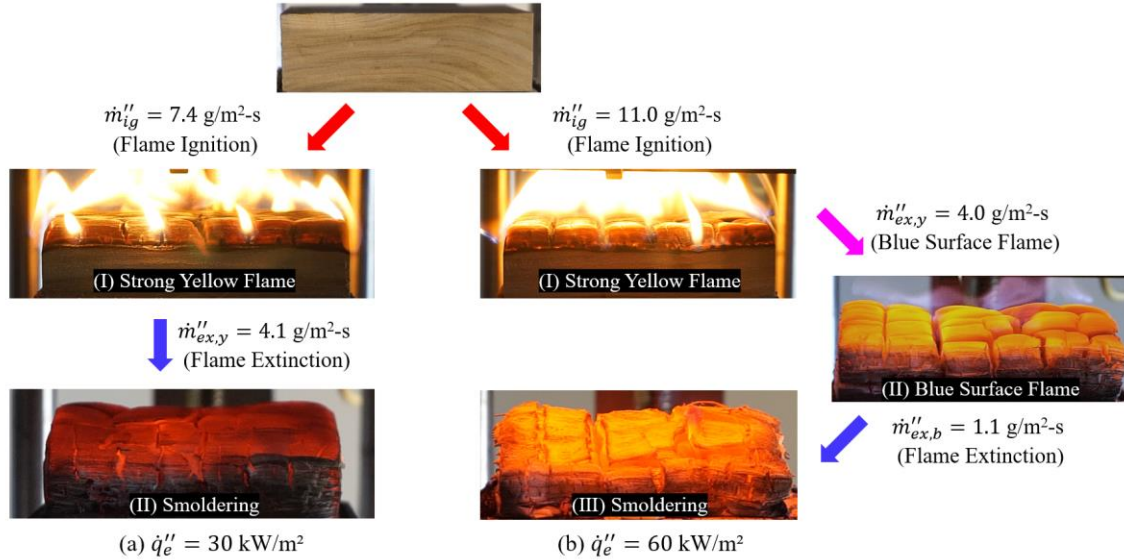 ṁ″ig = 7.4 g/m²-s
(Flame Ignition)
ṁ″ig = 11.0 g/m²-s
(Flame Ignition)
(I) Strong Yellow Flame
(I) Strong Yellow Flame
ṁ″ex,y = 4.0 g/m²-s
(Blue Surface Flame)
ṁ″ex,y = 4.1 g/m²-s
(Flame Extinction)
(II) Blue Surface Flame
ṁ″ex,b = 1.1 g/m²-s
(Flame Extinction)
(II) Smoldering
(III) Smoldering
(a) q̇″e = 30 kW/m²
(b) q̇″e = 60 kW/m²